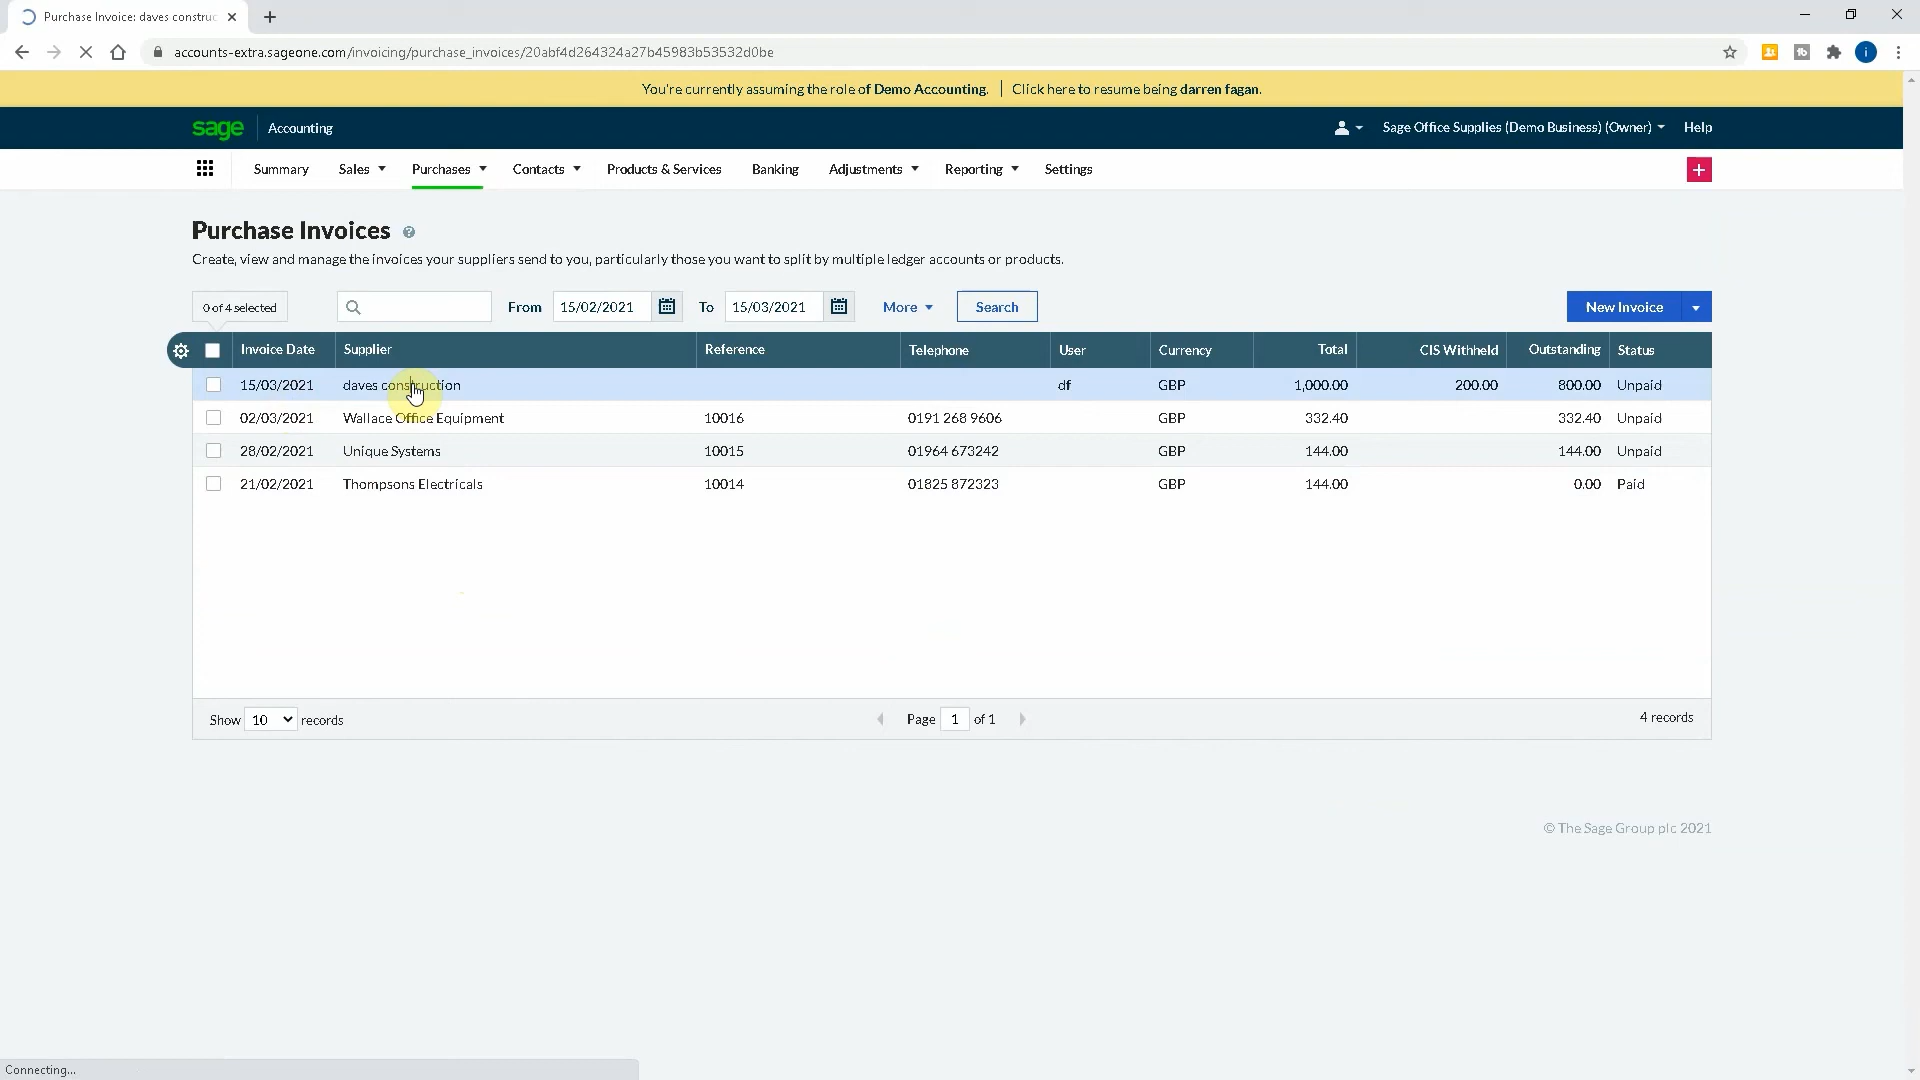 Purchase Invoice: daves construc
accounts-extra.sageone.com/invoicing/purchase_invoices/20abf4d264324a27b45983b53532d0be
You're currently assuming the role of Demo Accounting. Click here to resume being darren fagan.
sage Accounting Sage Office Supplies (Demo Business) (Owner) Help
Summary Sales Purchases Contacts Products & Services Banking Adjustments Reporting Settings +
Purchase Invoices ?
Create, view and manage the invoices your suppliers send to you, particularly those you want to split by multiple ledger accounts or products.
0 of 4 selected From 15/02/2021 To 15/03/2021 More Search New Invoice
Invoice Date Supplier Reference Telephone User Currency Total CIS Withheld Outstanding Status
15/03/2021 daves construction df GBP 1,000.00 200.00 800.00 Unpaid
02/03/2021 Wallace Office Equipment 10016 0191 268 9606 GBP 332.40 332.40 Unpaid
28/02/2021 Unique Systems 10015 01964 673242 GBP 144.00 144.00 Unpaid
21/02/2021 Thompsons Electricals 10014 01825 872323 GBP 144.00 0.00 Paid
Show 10 records Page 1 of 1 4 records
© The Sage Group plc 2021
Connecting...